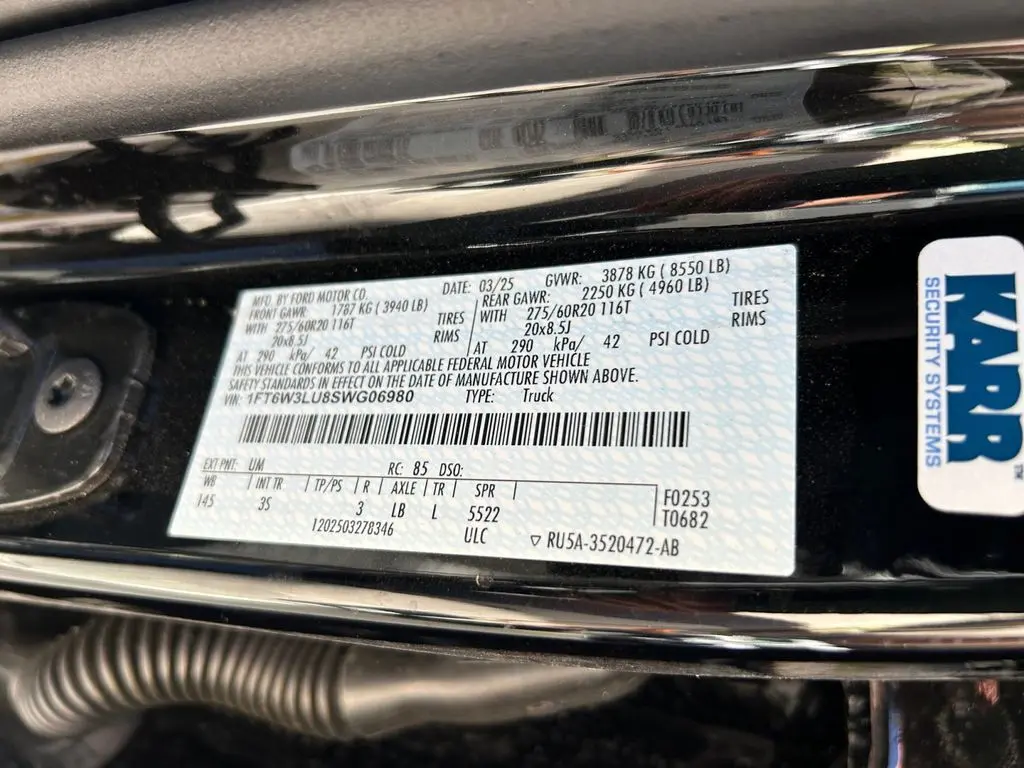 MFD. BY FORD MOTOR CO. DATE: 03/25 GVWR: 3878 KG ( 8550 LB)
FRONT GAWR: 1787 KG ( 3940 LB) REAR GAWR: 2250 KG ( 4960 LB)
WITH 275/60R20 116T TIRES WITH 275/60R20 116T TIRES
20x8.5J RIMS 20x8.5J RIMS
AT 290 kPa/ 42 PSI COLD AT 290 kPa/ 42 PSI COLD
THIS VEHICLE CONFORMS TO ALL APPLICABLE FEDERAL MOTOR VEHICLE
SAFETY STANDARDS IN EFFECT ON THE DATE OF MANUFACTURE SHOWN ABOVE.
VIN: 1FT6W3LU8SWG06980 TYPE: Truck
EXT PNT: UM RC: 85 DSO:
WB | INT TR | TP/PS | R | AXLE | TR | SPR |
145 3S 3 LB L 5522
F0253
T0682
1202503278346 ULC ▽ RU5A-3520472-AB
KARR
SECURITY SYSTEMS
TM